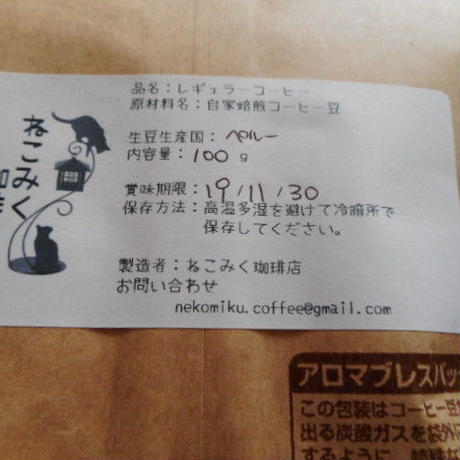 品名：レギュラーコーヒー
原材料名：自家焙煎コーヒー豆
生豆生産国：ペルー
内容量：100g
賞味期限：19/11/30
保存方法：高温多湿を避けて冷暗所で
保存してください。
製造者：ねこみく珈琲店
お問い合わせ
nekomiku.coffee@gmail.com
ねこみく
アロマブレスパッ
この包装はコーヒー豆
出る炭酸ガスを袋外に
するように